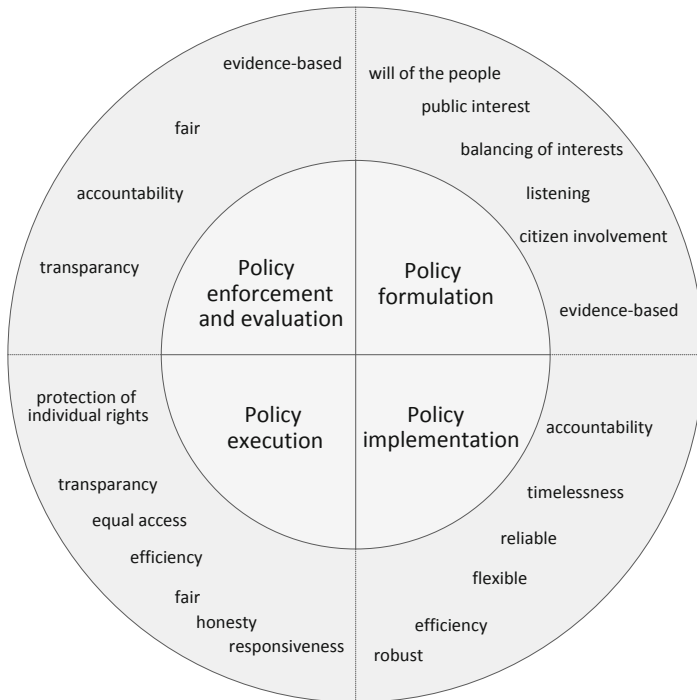 evidence-based
fair
accountability
transparancy
Policy
enforcement
and evaluation
will of the people
public interest
balancing of interests
listening
citizen involvement
evidence-based
Policy
formulation
protection of
individual rights
transparancy
equal access
efficiency
fair
honesty
responsiveness
Policy
execution
Policy
implementation
accountability
timelessness
reliable
flexible
efficiency
robust